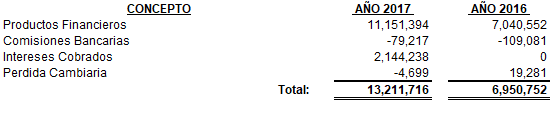 CONCEPTO AÑO 2017 AÑO 2016
Productos Financieros 11,151,394 7,040,552
Comisiones Bancarias -79,217 -109,081
Intereses Cobrados 2,144,238 0
Perdida Cambiaria -4,699 19,281
Total: 13,211,716 6,950,752